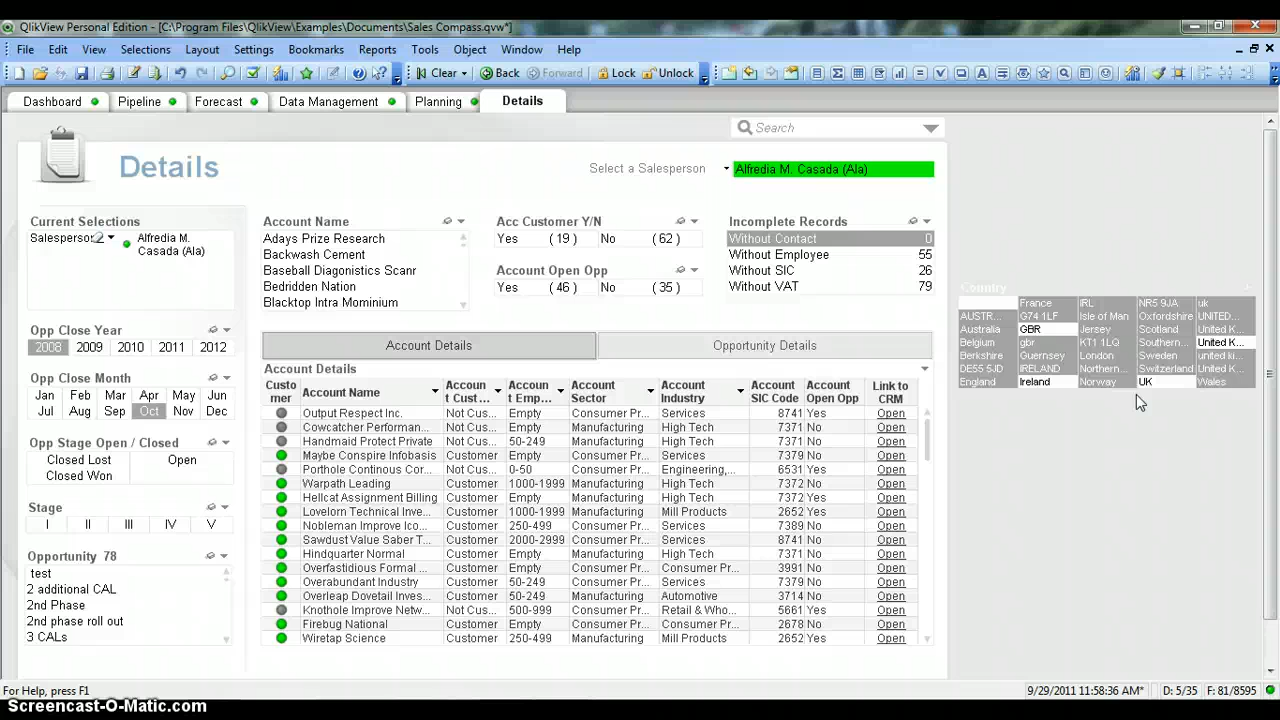 QlikView Personal Edition - [C:\Program Files\QlikView\Examples\Documents\Sales Compass.qvw*]
File Edit View Selections Layout Settings Bookmarks Reports Tools Object Window Help
Clear Back Forward Lock Unlock
Dashboard Pipeline Forecast Data Management Planning Details
Search
Details
Select a Salesperson Alfredia M. Casada (Ala)
Current Selections
Alfredia M.
Casada (Ala)
Opp Close Year
2008 2009 2010 2011 2012
Opp Close Month
Jan Feb Mar Apr May Jun
Jul Aug Sep Oct Nov Dec
Opp Stage Open / Closed
Closed Lost Open
Closed Won
Stage
I II III IV V
Opportunity 78
test
2 additional CAL
2nd Phase
2nd phase roll out
3 CALs
Account Name
Adays Prize Research
Backwash Cement
Baseball Diagonistics Scanr
Bedridden Nation
Blacktop Intra Mominium
Acc Customer Y/N
Yes (19) No (62)
Account Open Opp
Yes (46) No (35)
Incomplete Records
Without Contact 0
Without Employee 55
Without SIC 26
Without VAT 79
Account Details Opportunity Details
Account Details
Custo Account Name Accoun Accoun Account Account Account Account Link to
mer t Cust... t Emp... Sector Industry SIC Code Open Opp CRM
Output Respect Inc. Not Cus... Empty Consumer Pr... Services 8741 Yes Open
Cowcatcher Performan... Customer Empty Manufacturing High Tech 7371 No Open
Handmaid Protect Private Customer 50-249 Manufacturing High Tech 7371 No Open
Maybe Conspire Infobasis Customer Empty Consumer Pr... Services 7379 No Open
Porthole Continous Cor... Not Cus... 0-50 Consumer Pr... Engineering,... 6531 Yes Open
Warpath Leading Customer 1000-1999 Manufacturing High Tech 7372 No Open
Hellcat Assignment Billing Customer Empty Manufacturing High Tech 7372 Yes Open
Lovelorn Technical Inve... Customer 1000-1999 Manufacturing Mill Products 2652 Yes Open
Nobleman Improve Ico... Customer 250-499 Consumer Pr... Services 7389 No Open
Sawdust Value Saber T... Customer 2000-2999 Consumer Pr... Services 8741 No Open
Hindquarter Normal Customer Empty Manufacturing High Tech 7371 No Open
Overfastidious Formal ... Customer Empty Consumer Pr... Consumer Pr... 3991 No Open
Overabundant Industry Customer 50-249 Consumer Pr... Services 7379 No Open
Overleap Dovetail Inves... Customer 50-249 Manufacturing Automotive 3714 No Open
Knothole Improve Netw... Not Cus... 500-999 Consumer Pr... Retail & Who... 5661 Yes Open
Firebug National Customer Empty Consumer Pr... Consumer Pr... 2678 No Open
Wiretap Science Customer 250-499 Manufacturing Mill Products 2652 Yes Open
Country
France IRL NR5 9JA uk
AUSTR... G74 1LF Isle of Man Oxfordshire UNITED...
Australia GBR Jersey Scotland United K...
Belgium gbr KT1 1LQ Southern... United K...
Berkshire Guernsey London Sweden united ki...
DE55 5JD IRELAND Northern... Switzerland United K...
England Ireland Norway UK Wales
For Help, press F1 9/29/2011 11:58:36 AM* D: 5/35 F: 81/8595
Screencast-O-Matic.com